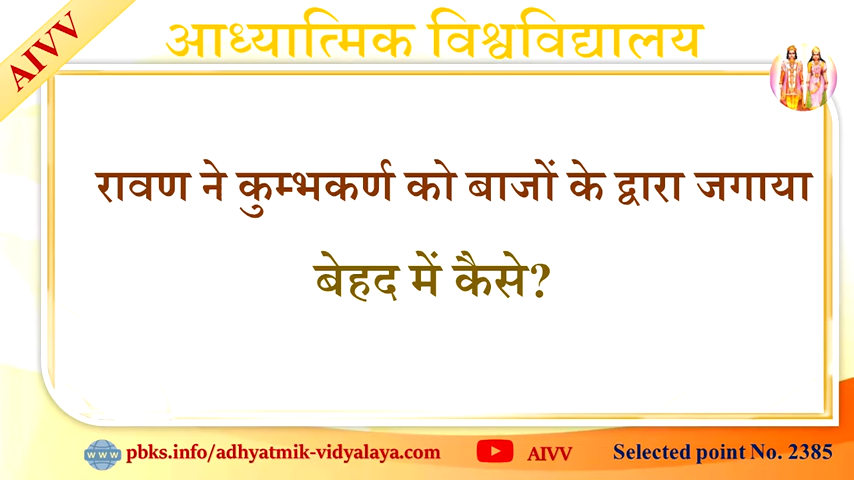 AIVV
आध्यात्मिक विश्वविद्यालय
रावण ने कुम्भकर्ण को बाजों के द्वारा जगाया
बेहद में कैसे?
pbks.info/adhyatmik-vidyalaya.com
AIVV
Selected point No. 2385